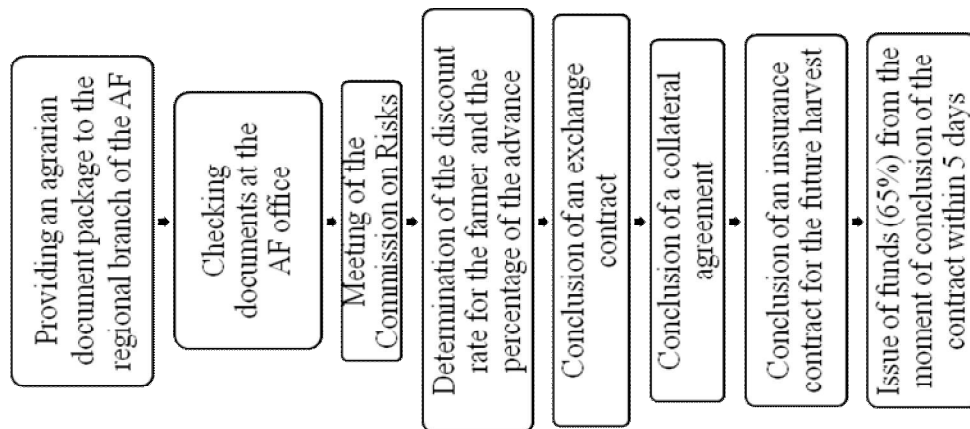 Providing an agrarian
document package to the
regional branch of the AF
Checking
documents at the
AF office
Meeting of the
Commission on Risks
Determination of the discount
rate for the farmer and the
percentage of the advance
Conclusion of an exchange
contract
Conclusion of a collateral
agreement
Conclusion of an insurance
contract for the future harvest
Issue of funds (65%) from the
moment of conclusion of the
contract within 5 days